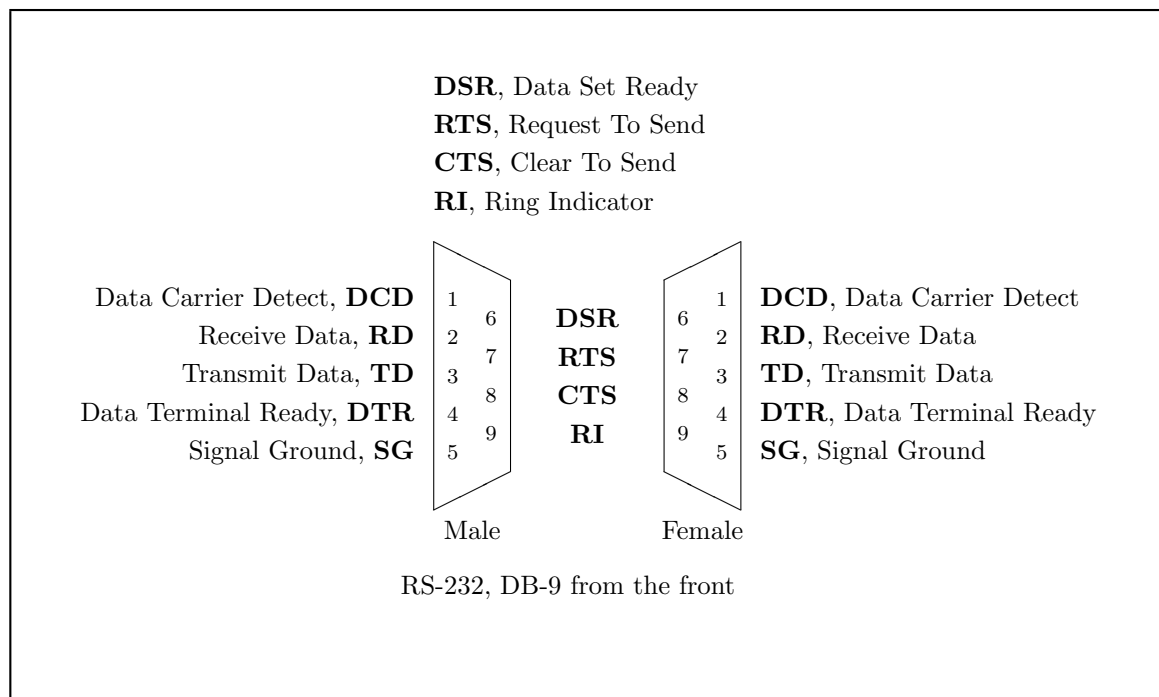 DSR, Data Set Ready
RTS, Request To Send
CTS, Clear To Send
RI, Ring Indicator
Data Carrier Detect, DCD 1 1 DCD, Data Carrier Detect
6 DSR 6
Receive Data, RD 2 2 RD, Receive Data
7 RTS 7
Transmit Data, TD 3 3 TD, Transmit Data
8 CTS 8
Data Terminal Ready, DTR 4 4 DTR, Data Terminal Ready
9 RI 9
Signal Ground, SG 5 5 SG, Signal Ground
Male Female
RS-232, DB-9 from the front